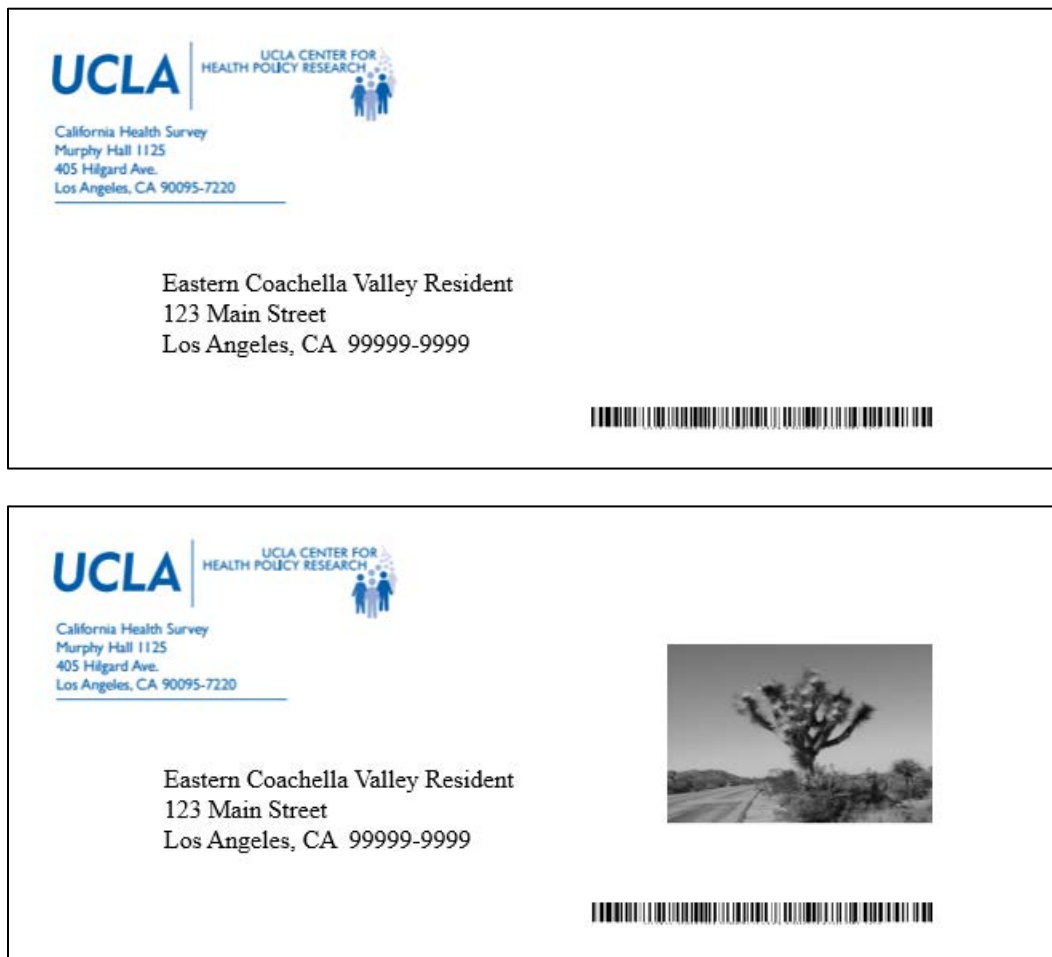 UCLA
UCLA CENTER FOR
HEALTH POLICY RESEARCH
California Health Survey
Murphy Hall 1125
405 Hilgard Ave.
Los Angeles, CA 90095-7220
Eastern Coachella Valley Resident
123 Main Street
Los Angeles, CA 99999-9999
UCLA
UCLA CENTER FOR
HEALTH POLICY RESEARCH
California Health Survey
Murphy Hall 1125
405 Hilgard Ave.
Los Angeles, CA 90095-7220
Eastern Coachella Valley Resident
123 Main Street
Los Angeles, CA 99999-9999